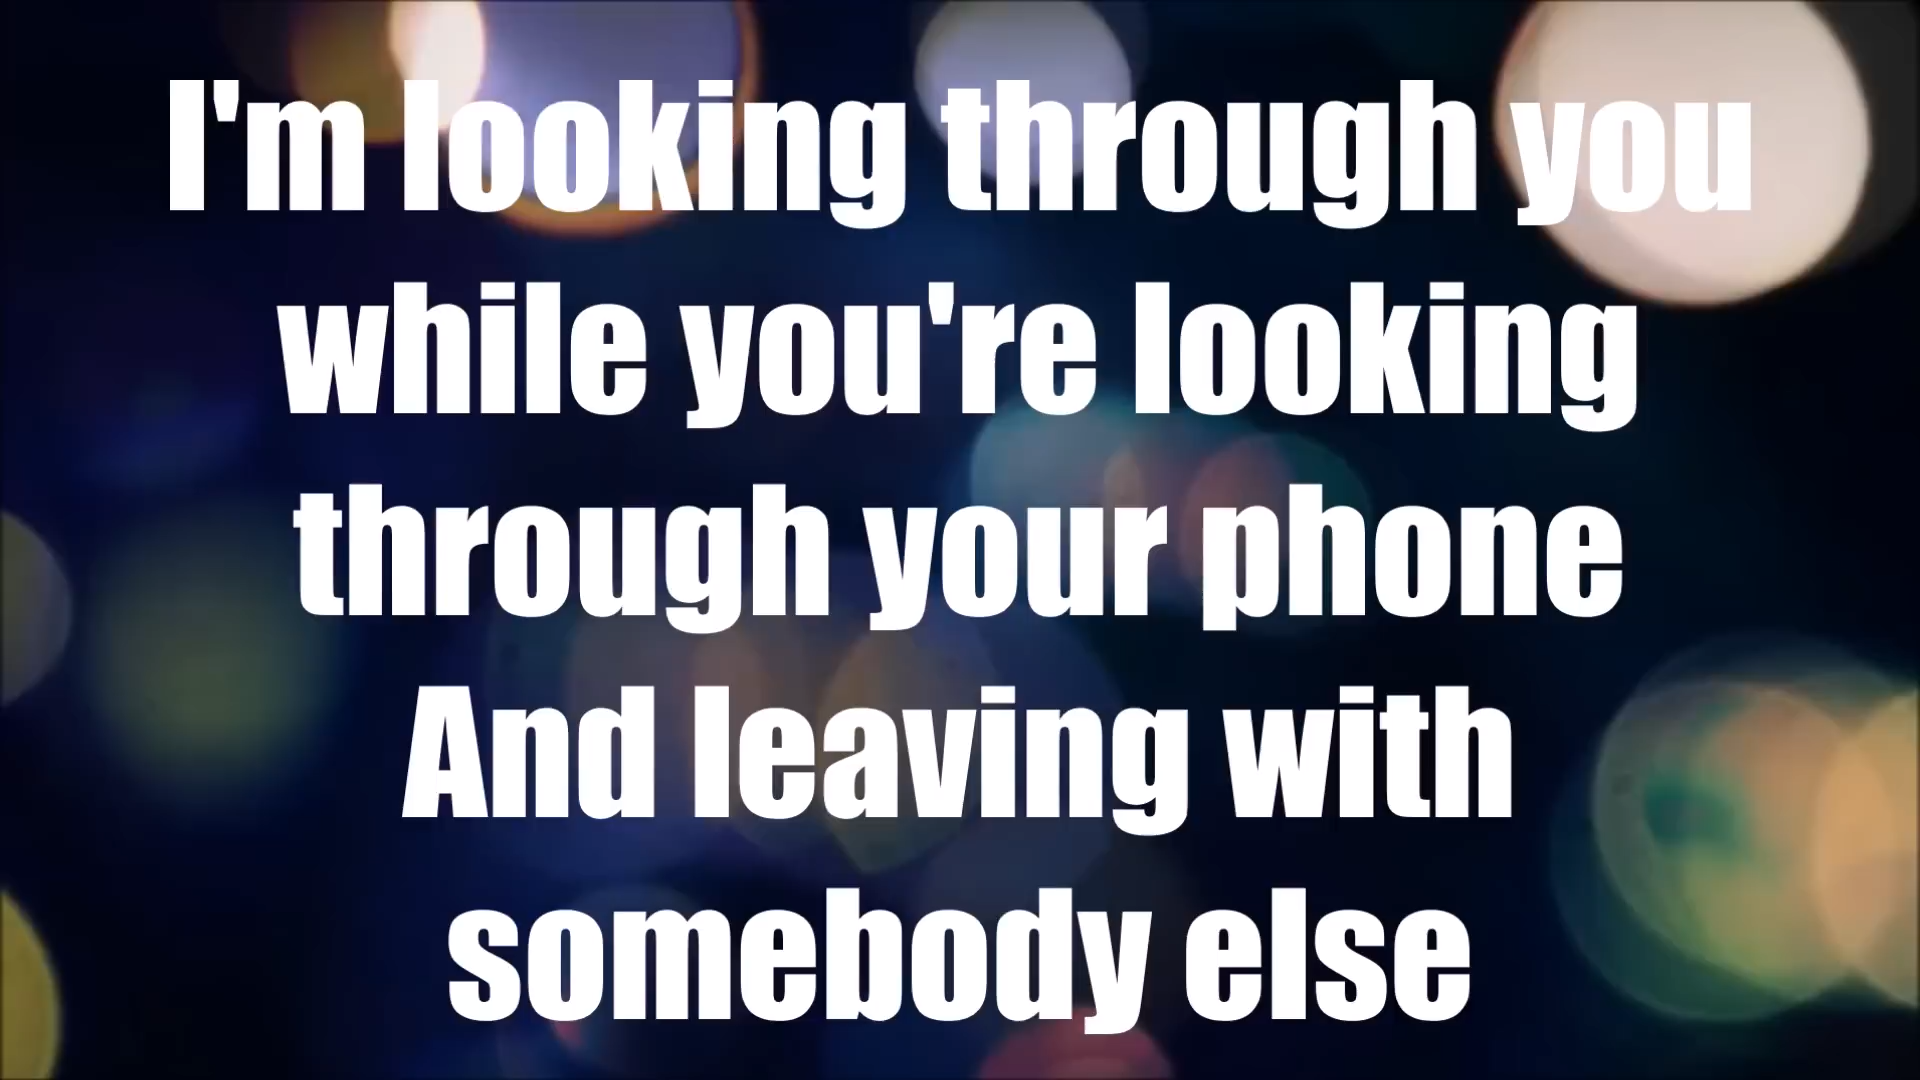 I'm looking through you
while you're looking
through your phone
And leaving with
somebody else